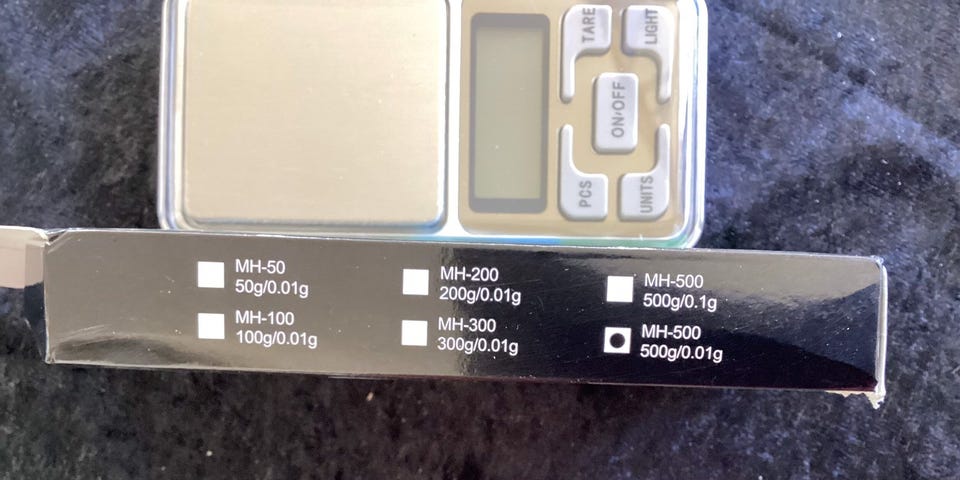 TARE
LIGHT
ON/OFF
PCS
UNITS
MH-50
50g/0.01g
MH-100
100g/0.01g
MH-200
200g/0.01g
MH-300
300g/0.01g
MH-500
500g/0.1g
MH-500
500g/0.01g